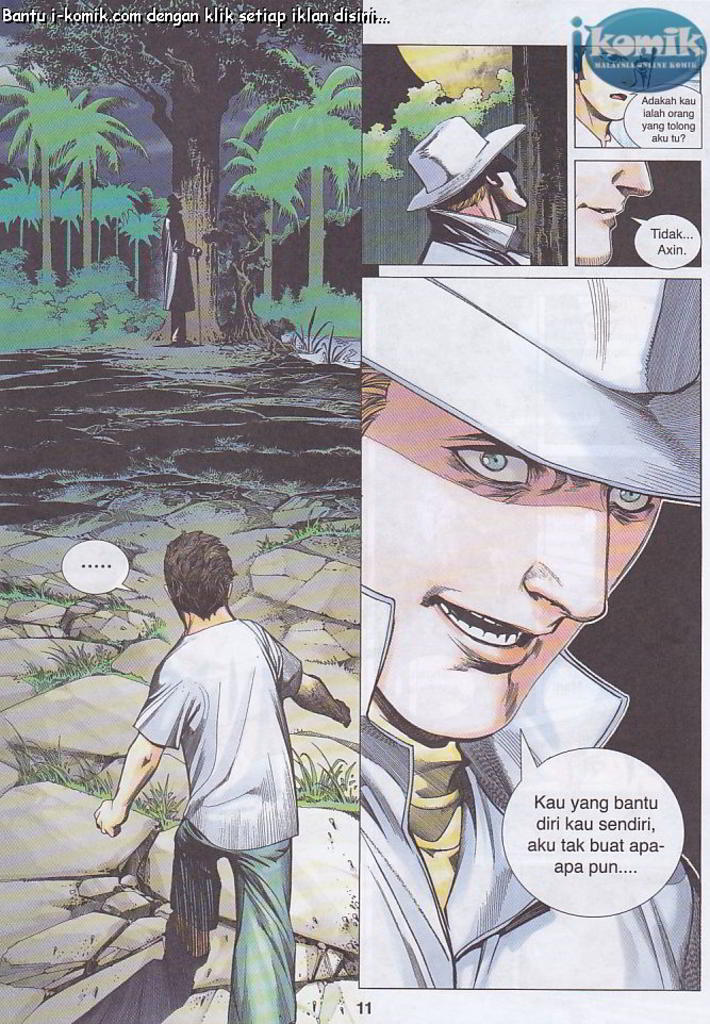 Bantu i-komik.com dengan klik setiap iklan disini...
ikomik
MALAYSIA ONLINE KOMIK
Adakah kau
ialah orang
yang tolong
aku tu?
Tidak...
Axin.
.....
Kau yang bantu
diri kau sendiri,
aku tak buat apa-
apa pun....
11